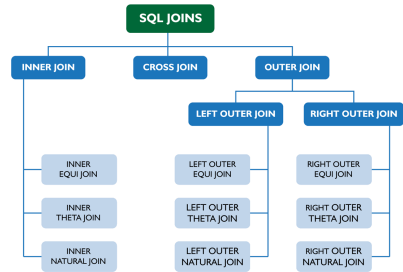 SQL JOINS
INNER JOIN
CROSS JOIN
OUTER JOIN
LEFT OUTER JOIN
RIGHT OUTER JOIN
INNER
EQUI JOIN
LEFT OUTER
EQUI JOIN
RIGHT OUTER
EQUI JOIN
INNER
THETA JOIN
LEFT OUTER
THETA JOIN
RIGHT OUTER
THETA JOIN
INNER
NATURAL JOIN
LEFT OUTER
NATURAL JOIN
RIGHT OUTER
NATURAL JOIN